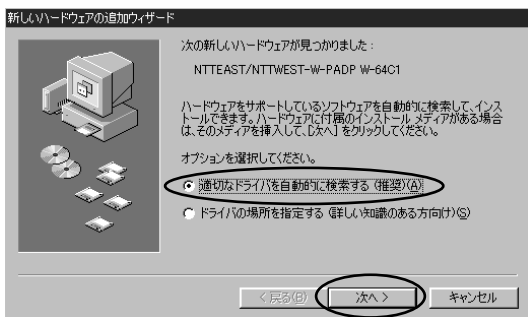 新しいハードウェアの追加ウィザード
次の新しいハードウェアが見つかりました：
NTTEAST/NTTWEST-W-PADP W-64C1
ハードウェアをサポートしているソフトウェアを自動的に検索して、インス
トールできます。ハードウェアに付属のインストール メディアがある場合
は、そのメディアを挿入して、[次へ] をクリックしてください。
オプションを選択してください。
適切なドライバを自動的に検索する (推奨)(A)
ドライバの場所を指定する (詳しい知識のある方向け)(S)
< 戻る(B) 次へ > キャンセル